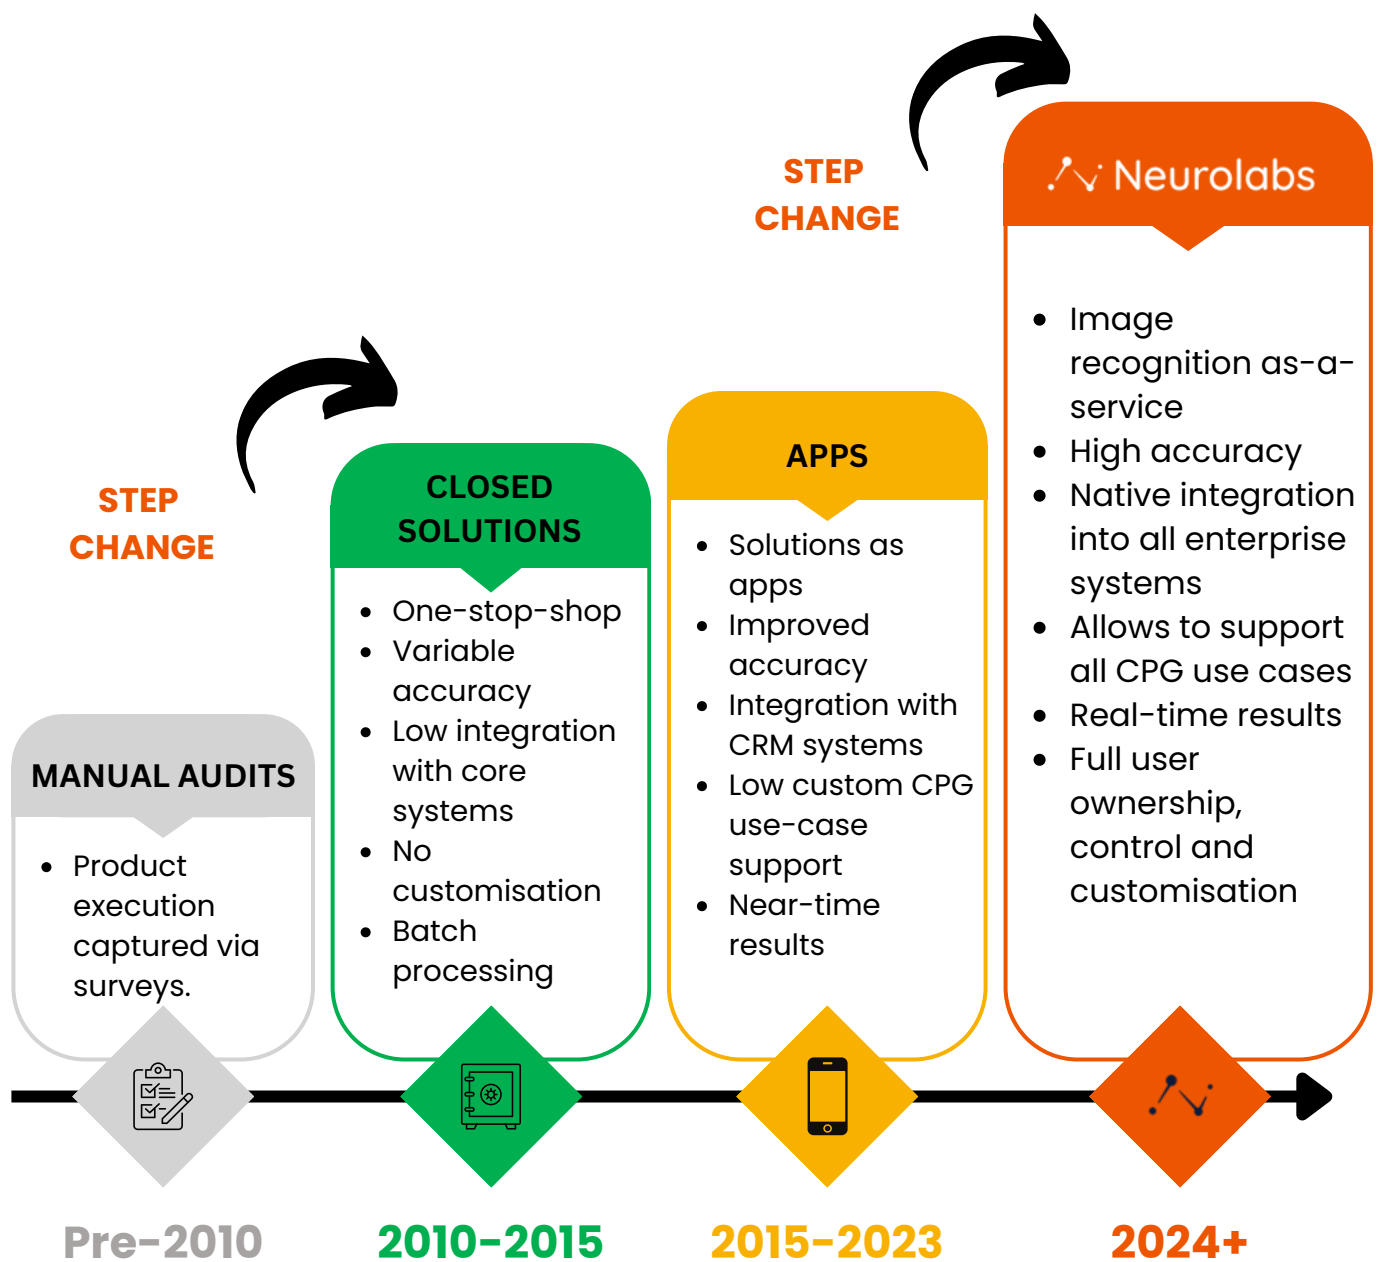 STEP
CHANGE
Neurolabs
Image
recognition as-a-
service
High accuracy
Native integration
into all enterprise
systems
Allows to support
all CPG use cases
Real-time results
Full user
ownership,
control and
customisation
STEP
CHANGE
APPS
Solutions as
apps
Improved
accuracy
Integration with
CRM systems
Low custom CPG
use-case
support
Near-time
results
CLOSED
SOLUTIONS
One-stop-shop
Variable
accuracy
Low integration
with core
systems
No
customisation
Batch
processing
MANUAL AUDITS
Product
execution
captured via
surveys.
Pre-2010
2010-2015
2015-2023
2024+